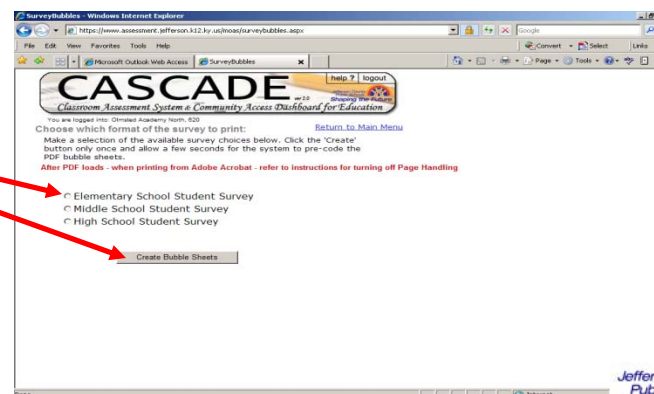 SurveyBubbles - Windows Internet Explorer
https://www.assessment.jefferson.k12.ky.us/moas/surveybubbles.aspx
Google
File Edit View Favorites Tools Help
Convert Select
Links
Microsoft Outlook Web Access
SurveyBubbles
Page Tools
CASCADE
ver 2.0
help ? logout
Shaping the Future
Classroom Assessment System & Community Access Dashboard for Education
You are logged into: Olmsted Academy North, 620
Choose which format of the survey to print:
Return to Main Menu
Make a selection of the available survey choices below. Click the 'Create'
button only once and allow a few seconds for the system to pre-code the
PDF bubble sheets.
After PDF loads - when printing from Adobe Acrobat - refer to instructions for turning off Page Handling
Elementary School Student Survey
Middle School Student Survey
High School Student Survey
Create Bubble Sheets
Jeffer
Pub